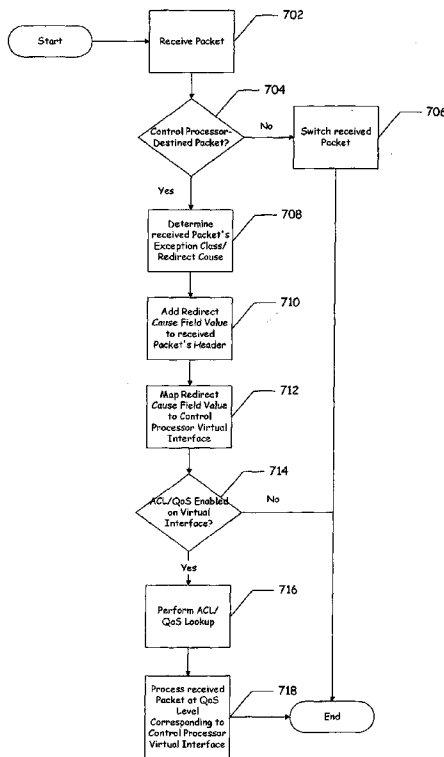 702
Start
Receive Packet
704
706
Control Processor-
Destined Packet?
No
Switch received
Packet
Yes
708
Determine
received Packet's
Exception Class/
Redirect Cause
710
Add Redirect
Cause Field Value
to received
Packet's Header
712
Map Redirect
Cause Field Value
to Control
Processor Virtual
Interface
714
ACL/QoS Enabled
on Virtual
Interface?
No
Yes
716
Perform ACL/
QoS Lookup
718
Process received
Packet at QoS
Level
Corresponding to
Control Processor
Virtual Interface
End